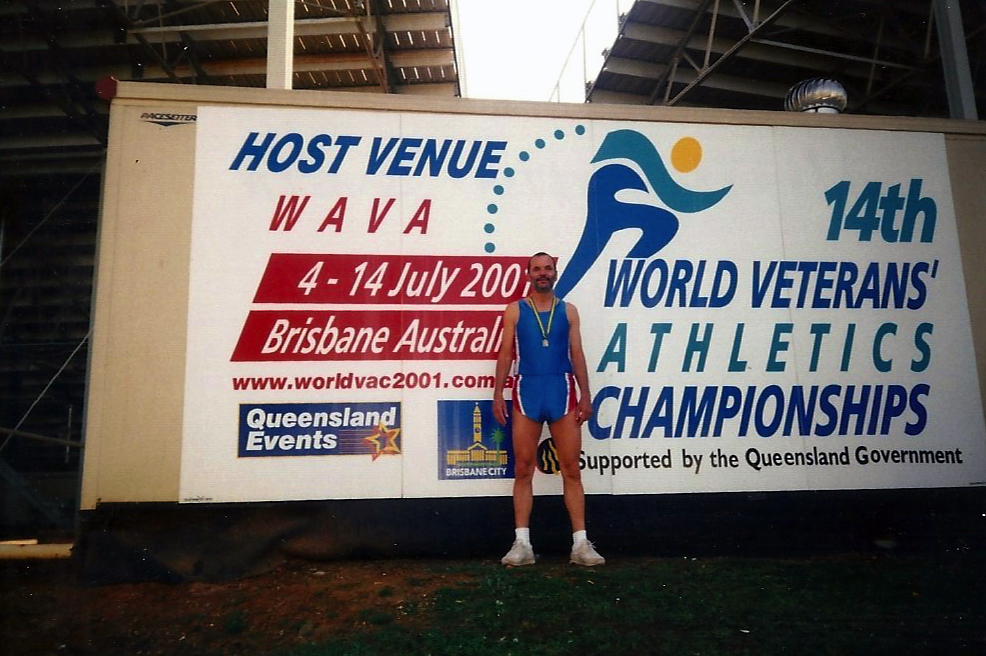 PACESETTER
HOST VENUE
WAVA
4 - 14 July 2001
Brisbane Austral
www.worldvac2001.com.a
Queensland
Events
BRISBANE CITY
14th
WORLD VETERANS'
ATHLETICS
CHAMPIONSHIPS
Supported by the Queensland Government